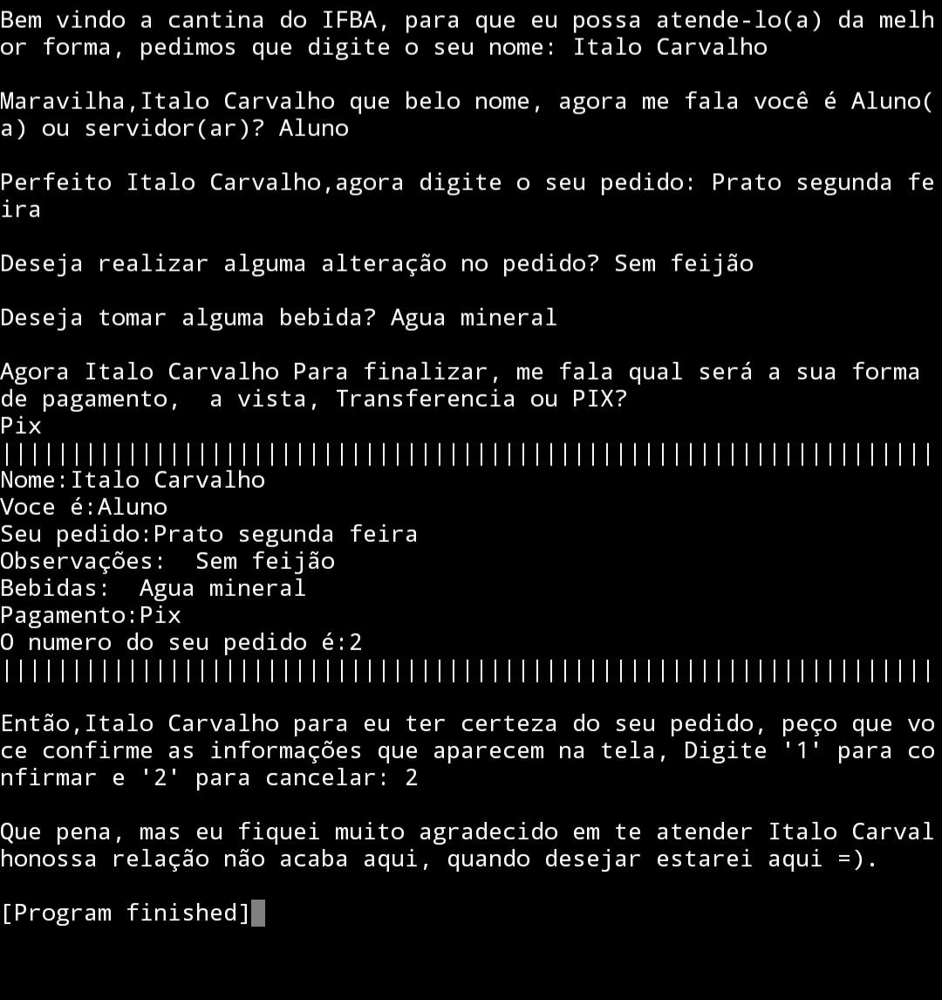 Bem vindo a cantina do IFBA, para que eu possa atende-lo(a) da melh
or forma, pedimos que digite o seu nome: Italo Carvalho
Maravilha,Italo Carvalho que belo nome, agora me fala você é Aluno(
a) ou servidor(ar)? Aluno
Perfeito Italo Carvalho,agora digite o seu pedido: Prato segunda fe
ira
Deseja realizar alguma alteração no pedido? Sem feijão
Deseja tomar alguma bebida? Agua mineral
Agora Italo Carvalho Para finalizar, me fala qual será a sua forma
de pagamento,  a vista, Transferencia ou PIX?
Pix
|||||||||||||||||||||||||||||||||||||||||||||||||||||||||||||||||||
Nome:Italo Carvalho
Voce é:Aluno
Seu pedido:Prato segunda feira
Observações:  Sem feijão
Bebidas:  Agua mineral
Pagamento:Pix
O numero do seu pedido é:2
|||||||||||||||||||||||||||||||||||||||||||||||||||||||||||||||||||
Então,Italo Carvalho para eu ter certeza do seu pedido, peço que vo
ce confirme as informações que aparecem na tela, Digite '1' para co
nfirmar e '2' para cancelar: 2
Que pena, mas eu fiquei muito agradecido em te atender Italo Carval
honossa relação não acaba aqui, quando desejar estarei aqui =).
[Program finished]